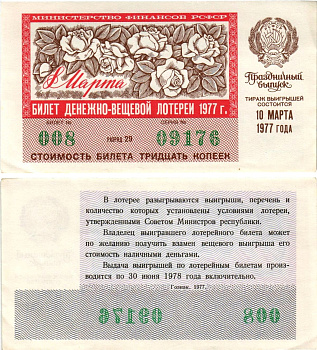 МИНИСТЕРСТВО ФИНАНСОВ РСФСР
8 Марта
Праздничный
выпуск
ТИРАЖ ВЫИГРЫШЕЙ
СОСТОИТСЯ
10 МАРТА
1977 ГОДА
БИЛЕТ ДЕНЕЖНО-ВЕЩЕВОЙ ЛОТЕРЕИ 1977 г.
БИЛЕТ № СЕРИЯ №
008 РАЗРЯД 29 09176
СТОИМОСТЬ БИЛЕТА ТРИДЦАТЬ КОПЕЕК
В лотерее разыгрываются выигрыши, перечень и
количество которых установлены условиями лотереи,
утвержденными Советом Министров республики.
Владелец выигравшего лотерейного билета может
по желанию получить взамен вещевого выигрыша его
стоимость наличными деньгами.
Выдача выигрышей по лотерейным билетам произ-
водится по 30 июня 1978 года включительно.
Гознак. 1977.
09176 008